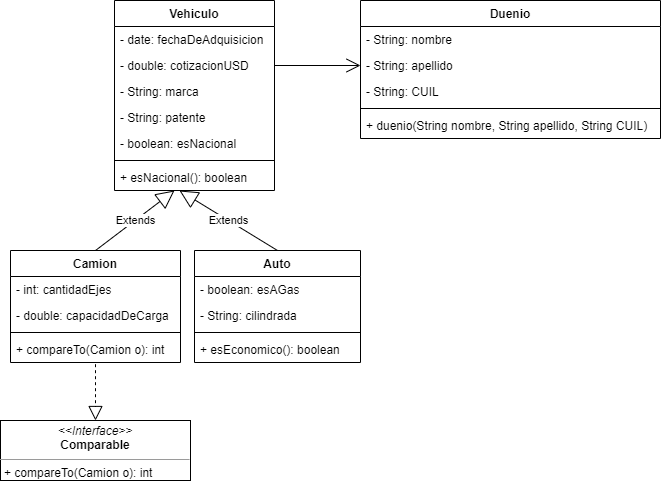 Vehiculo
- date: fechaDeAdquisicion
- double: cotizacionUSD
- String: marca
- String: patente
- boolean: esNacional
+ esNacional(): boolean
Duenio
- String: nombre
- String: apellido
- String: CUIL
+ duenio(String nombre, String apellido, String CUIL)
Extends
Extends
Camion
- int: cantidadEjes
- double: capacidadDeCarga
+ compareTo(Camion o): int
Auto
- boolean: esAGas
- String: cilindrada
+ esEconomico(): boolean
<<Interface>>
Comparable
+ compareTo(Camion o): int